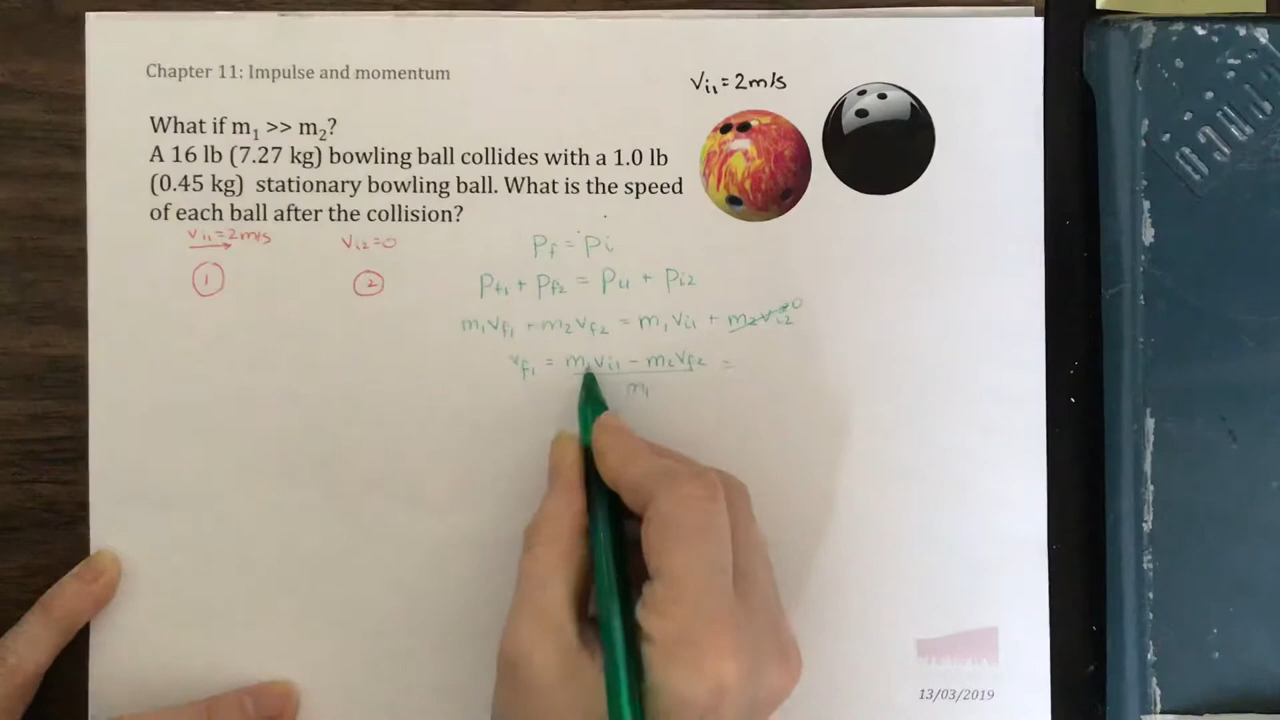 Chapter 11: Impulse and momentum
Vi1 = 2m/s
What if m1 >> m2?
A 16 lb (7.27 kg) bowling ball collides with a 1.0 lb
(0.45 kg) stationary bowling ball. What is the speed
of each ball after the collision?
Vi1 = 2m/s
Vi2 = 0
1
2
Pf = Pi
Pf1 + Pf2 = Pi1 + Pi2
m1Vf1 + m2Vf2 = m1Vi1 + m2Vi2 0
Vf1 = m1Vi1 - m2Vf2 =
m1
13/03/2019